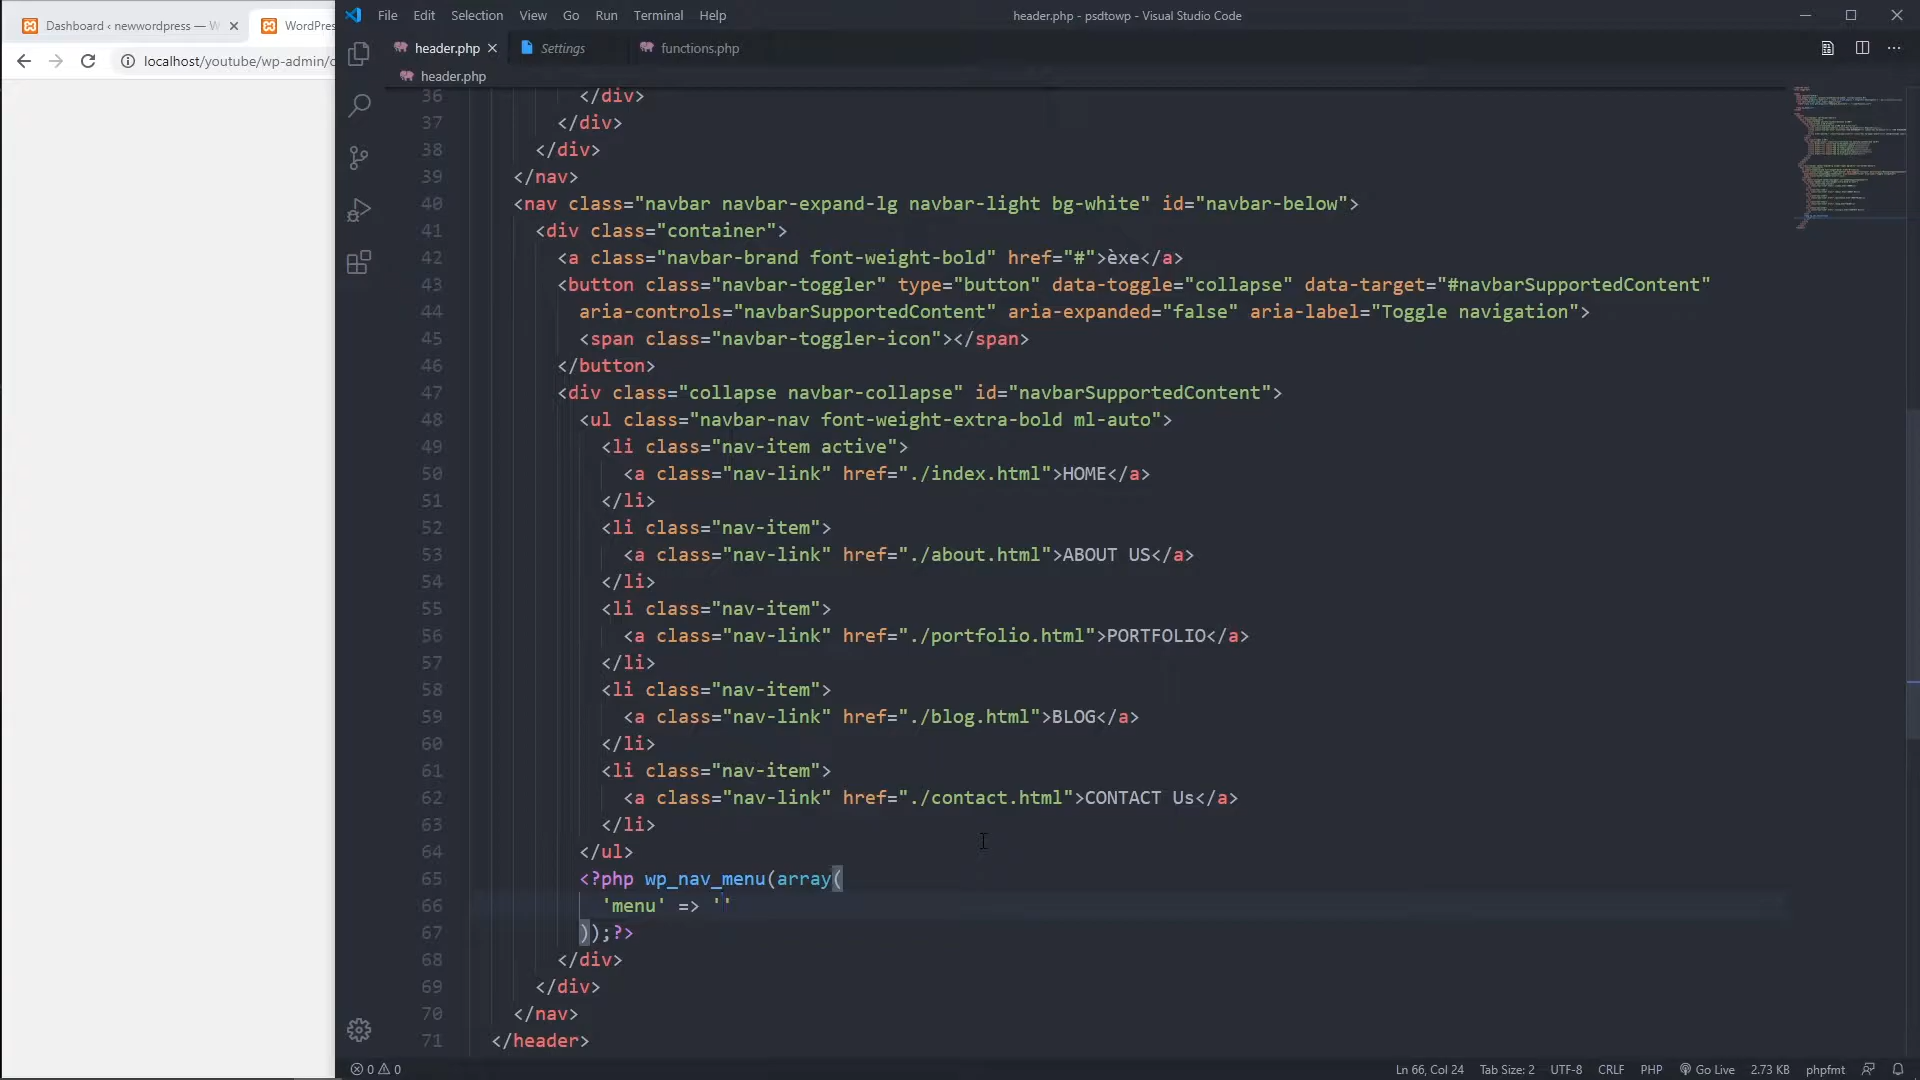 Dashboard ‹ newwordpress — W
WordPres
localhost/youtube/wp-admin/c
File Edit Selection View Go Run Terminal Help
header.php - psdtowp - Visual Studio Code
header.php
Settings
functions.php
header.php
36 </div>
37 </div>
38 </div>
39 </nav>
40 <nav class="navbar navbar-expand-lg navbar-light bg-white" id="navbar-below">
41 <div class="container">
42 <a class="navbar-brand font-weight-bold" href="#">èxe</a>
43 <button class="navbar-toggler" type="button" data-toggle="collapse" data-target="#navbarSupportedContent"
44 aria-controls="navbarSupportedContent" aria-expanded="false" aria-label="Toggle navigation">
45 <span class="navbar-toggler-icon"></span>
46 </button>
47 <div class="collapse navbar-collapse" id="navbarSupportedContent">
48 <ul class="navbar-nav font-weight-extra-bold ml-auto">
49 <li class="nav-item active">
50 <a class="nav-link" href="./index.html">HOME</a>
51 </li>
52 <li class="nav-item">
53 <a class="nav-link" href="./about.html">ABOUT US</a>
54 </li>
55 <li class="nav-item">
56 <a class="nav-link" href="./portfolio.html">PORTFOLIO</a>
57 </li>
58 <li class="nav-item">
59 <a class="nav-link" href="./blog.html">BLOG</a>
60 </li>
61 <li class="nav-item">
62 <a class="nav-link" href="./contact.html">CONTACT Us</a>
63 </li>
64 </ul>
65 <?php wp_nav_menu(array(
66 'menu' => ''
67 ));?>
68 </div>
69 </div>
70 </nav>
71 </header>
0 0
Ln 66, Col 24 Tab Size: 2 UTF-8 CRLF PHP Go Live 2.73 KB phpfmt